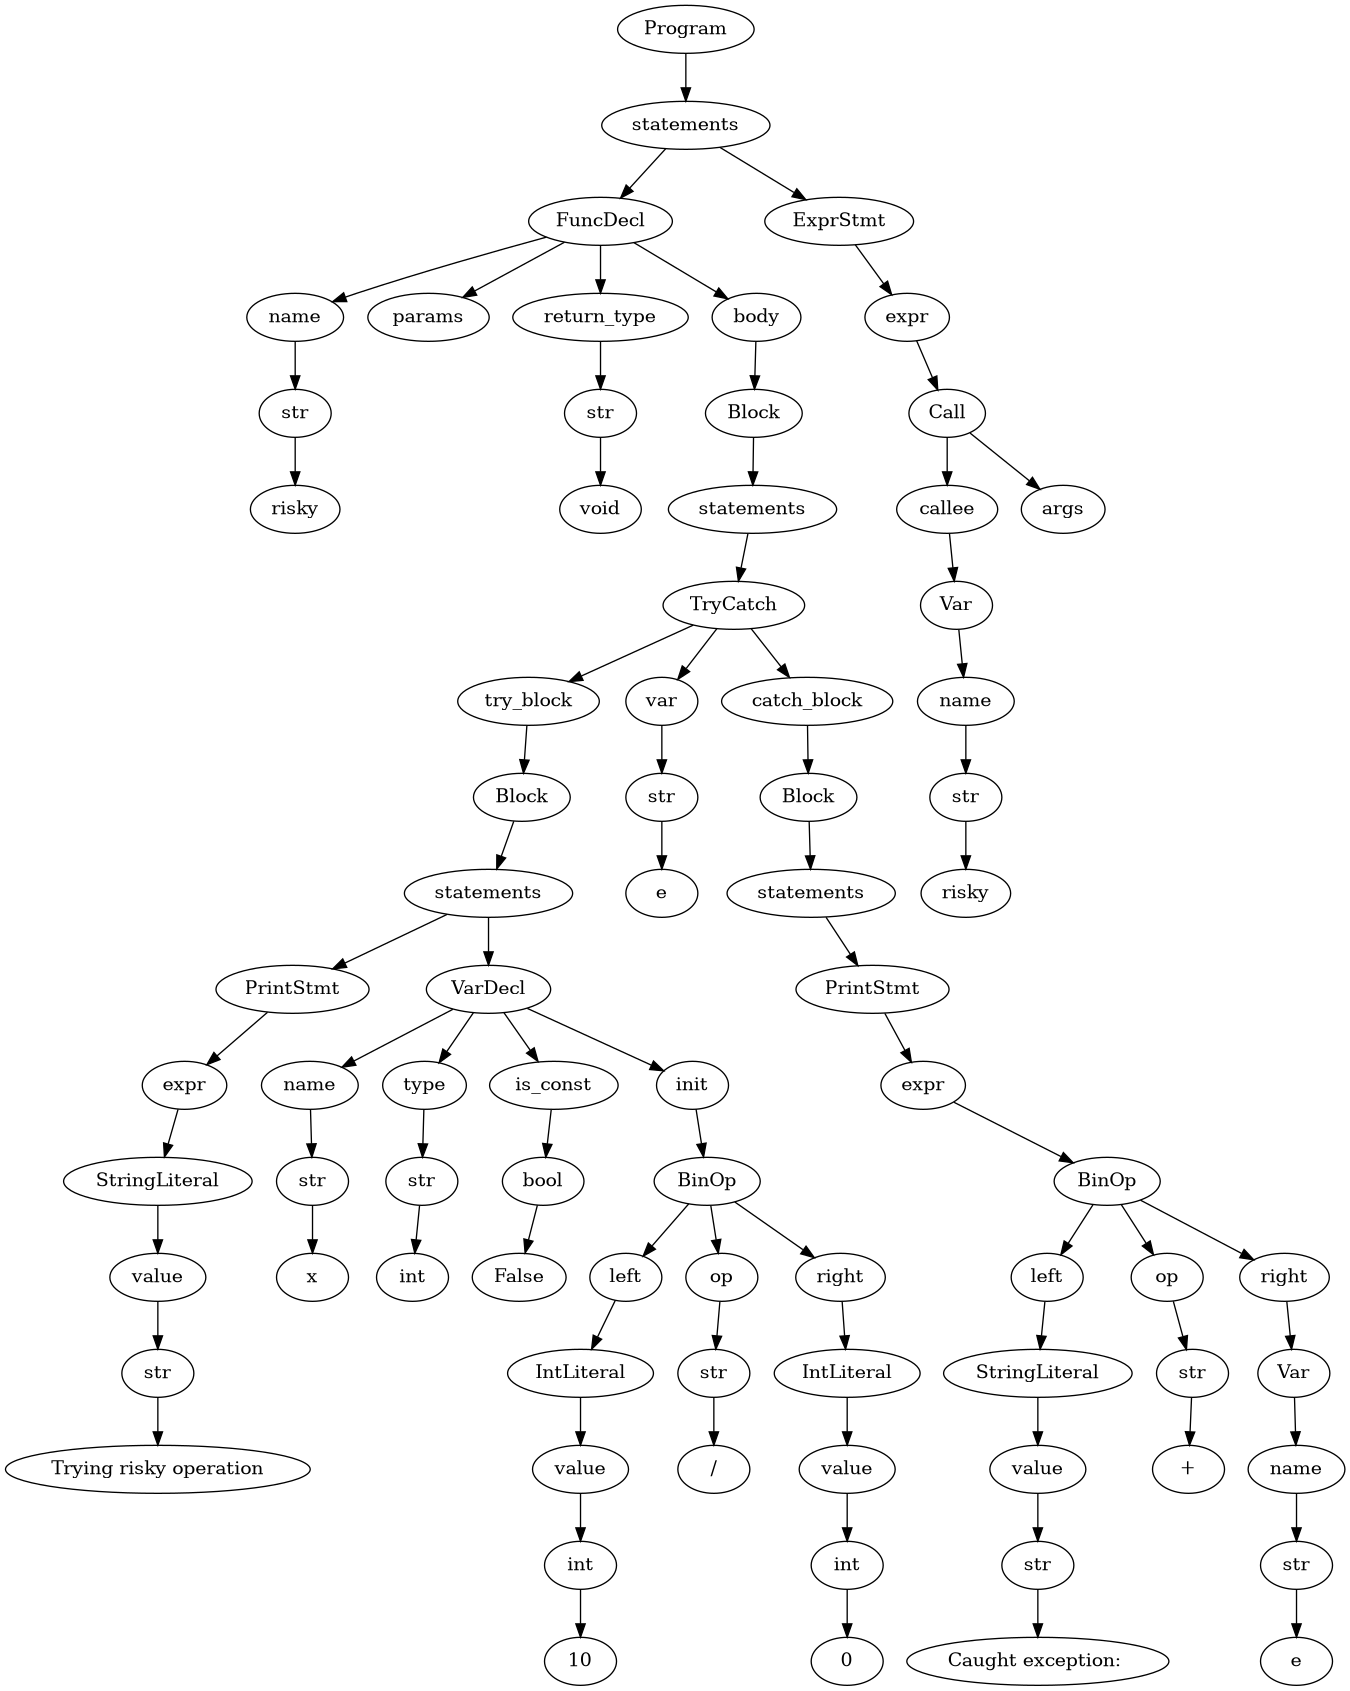 Program
statements
FuncDecl ExprStmt
name params return_type body expr
str str Block Call
risky void statements callee args
TryCatch Var
try_block var catch_block name
Block str Block str
statements e statements risky
PrintStmt VarDecl PrintStmt
expr name type is_const init expr
StringLiteral str str bool BinOp BinOp
value x int False left op right left op right
str IntLiteral str IntLiteral StringLiteral str Var
Trying risky operation value / value value + name
int int str str
10 0 Caught exception: e